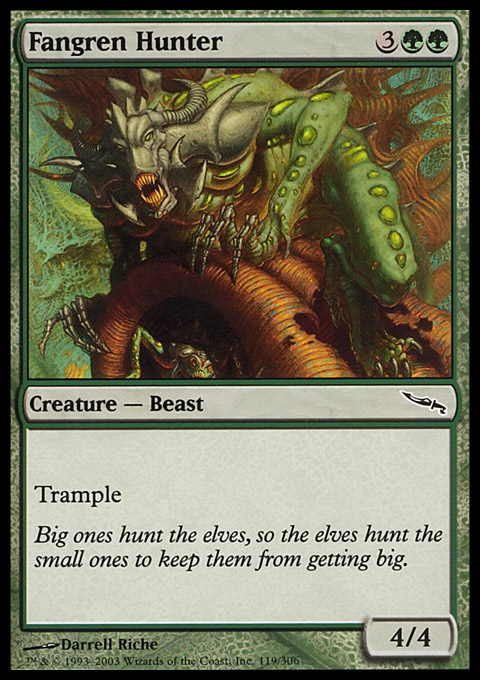 Fangren Hunter 3
Creature — Beast
Trample
Big ones hunt the elves, so the elves hunt the
small ones to keep them from getting big.
Darrell Riche
4/4
™ & © 1993–2003 Wizards of the Coast, Inc. 119/306